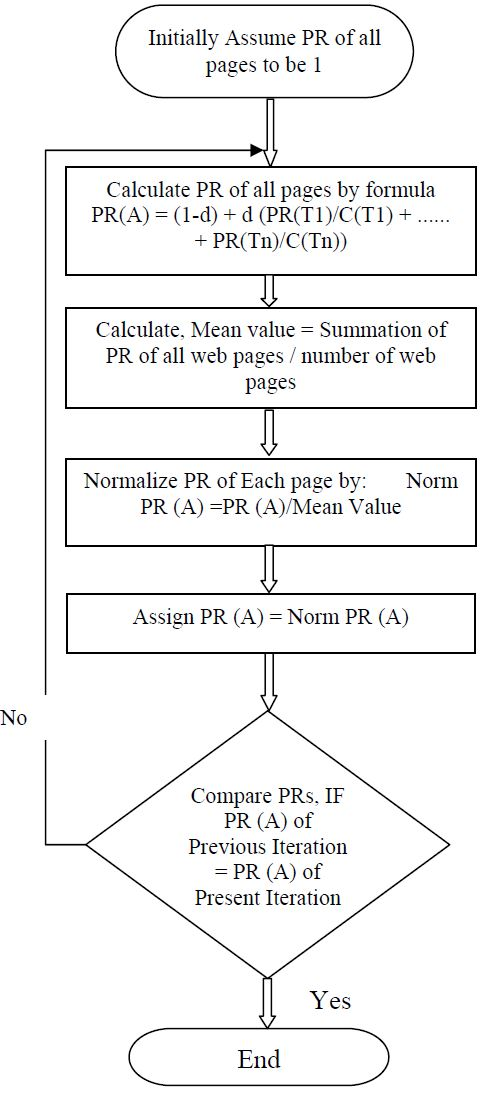 Initially Assume PR of all
pages to be 1
Calculate PR of all pages by formula
PR(A) = (1-d) + d (PR(T1)/C(T1) + ......
+ PR(Tn)/C(Tn))
Calculate, Mean value = Summation of
PR of all web pages / number of web
pages
Normalize PR of Each page by: Norm
PR (A) =PR (A)/Mean Value
Assign PR (A) = Norm PR (A)
No
Compare PRs, IF
PR (A) of
Previous Iteration
= PR (A) of
Present Iteration
Yes
End